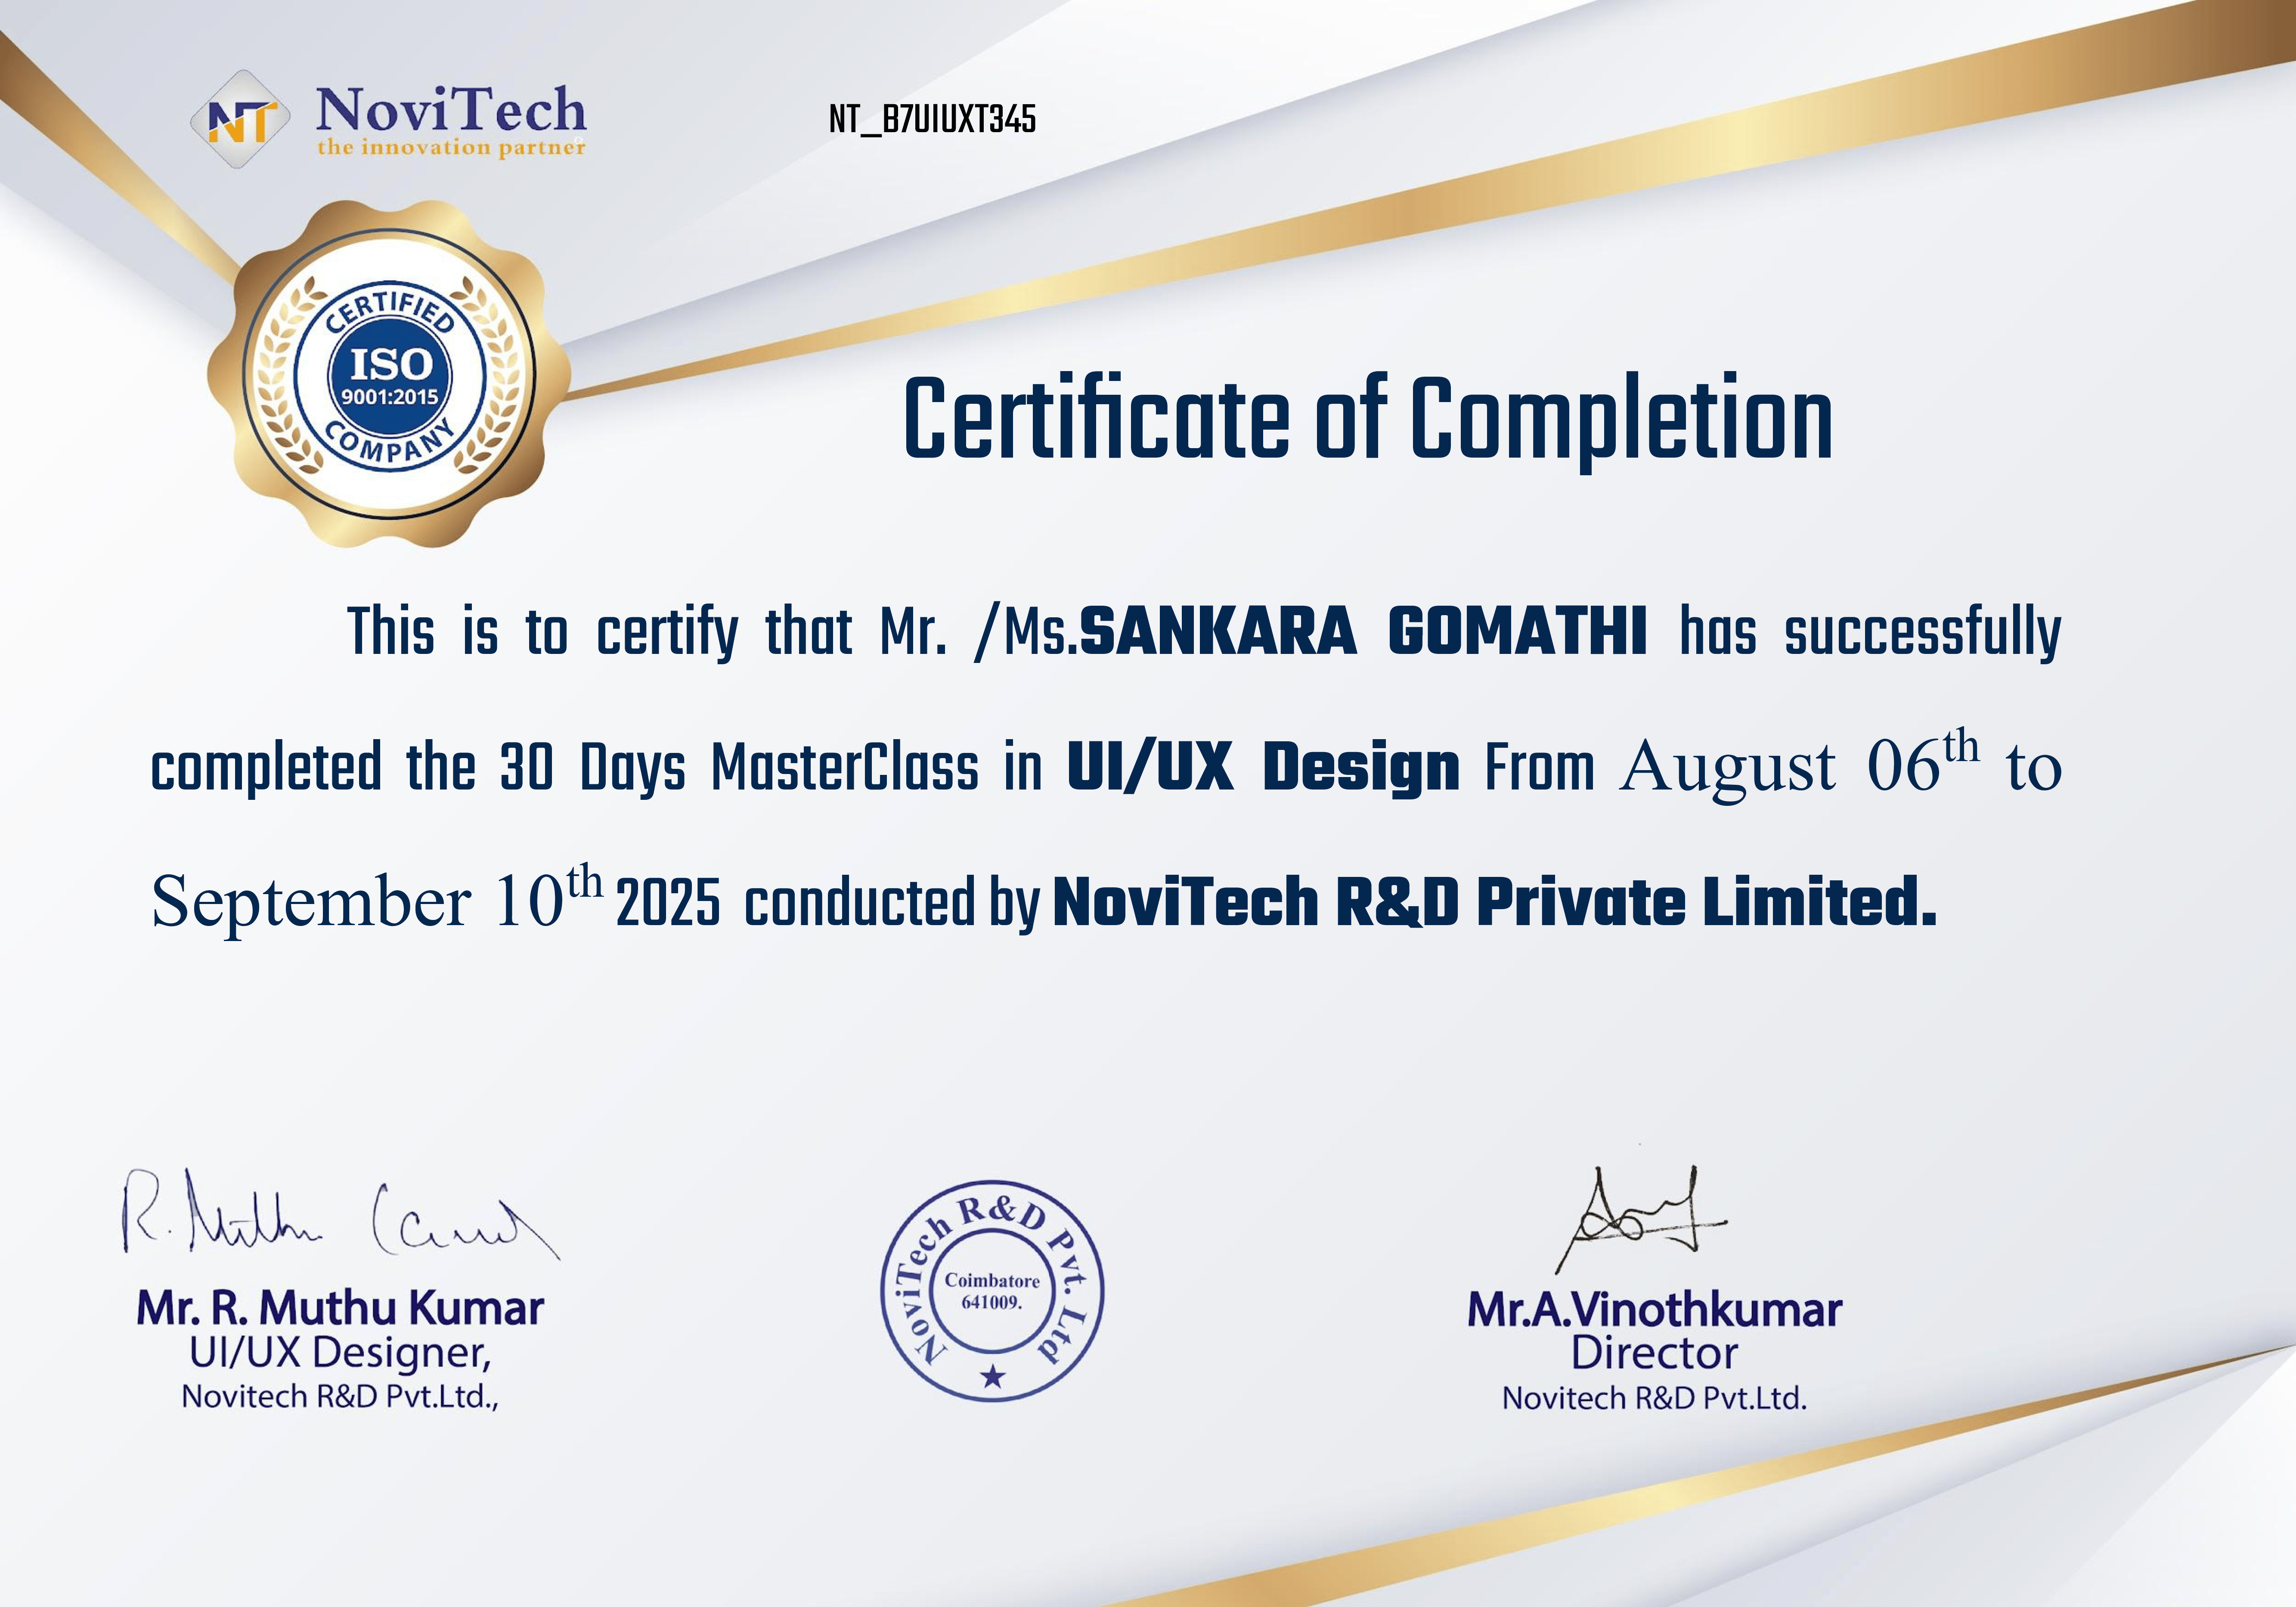 NT NoviTech
the innovation partner
NT_B7UIUXT345
CERTIFIED
ISO
9001:2015
COMPANY
Certificate of Completion
This is to certify that Mr. /Ms.SANKARA GOMATHI has successfully
completed the 30 Days MasterClass in UI/UX Design From August 06th to
September 10th 2025 conducted by NoviTech R&D Private Limited.
R. Muthu Kumar
Mr. R. Muthu Kumar
UI/UX Designer,
Novitech R&D Pvt.Ltd.,
NoviTech R&D Pvt. Ltd
Coimbatore
641009.
★
Mr.A.Vinothkumar
Director
Novitech R&D Pvt.Ltd.